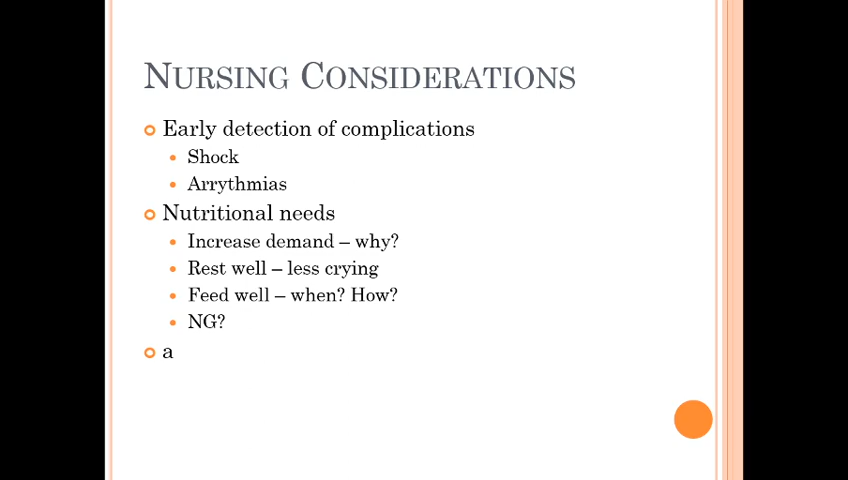 NURSING CONSIDERATIONS
Early detection of complications
Shock
Arrythmias
Nutritional needs
Increase demand – why?
Rest well – less crying
Feed well – when? How?
NG?
a